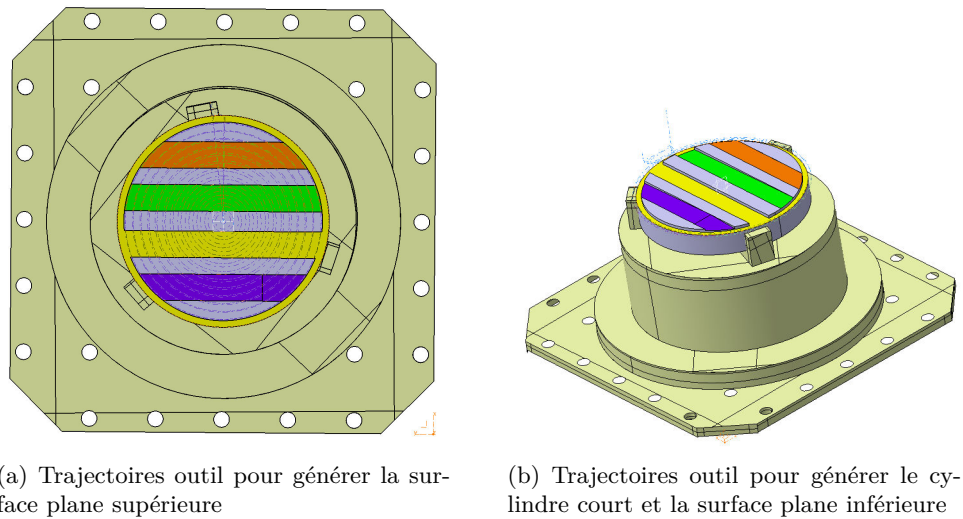 (a) Trajectoires outil pour générer la sur-
face plane supérieure
(b) Trajectoires outil pour générer le cy-
lindre court et la surface plane inférieure